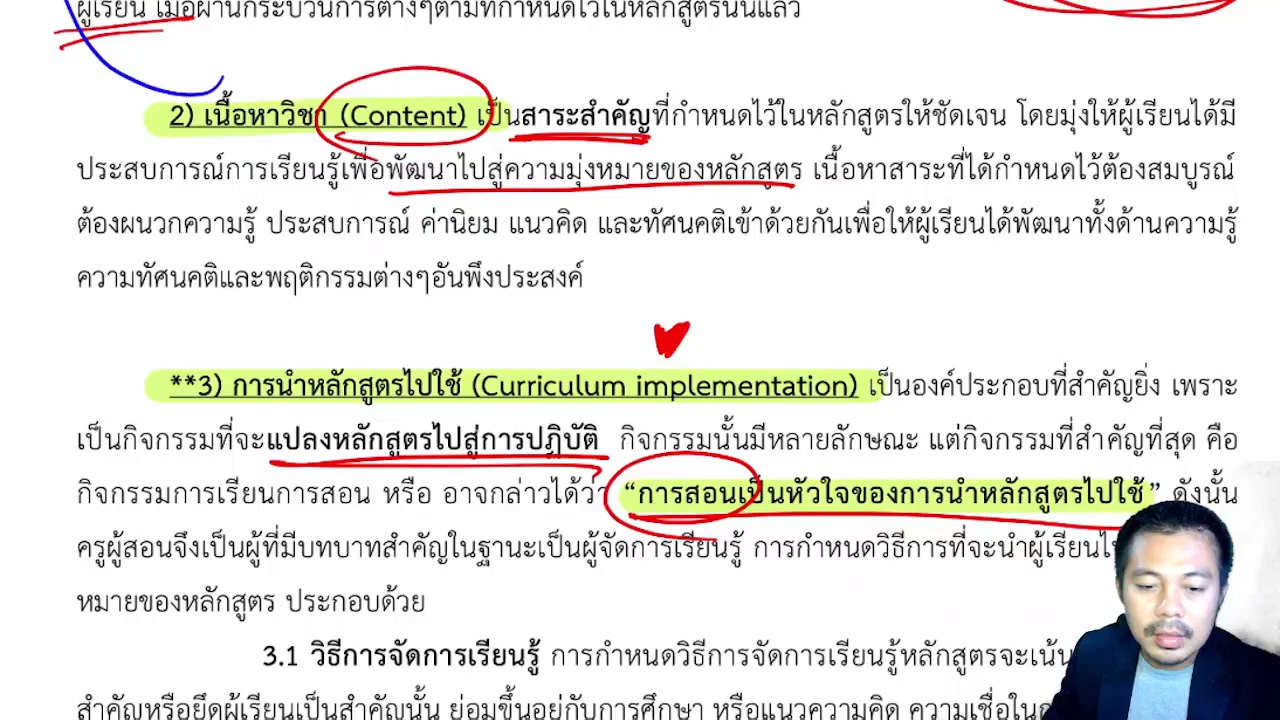 ผู้เรียน เมื่อผ่านกระบวนการต่างๆตามที่กำหนดไว้ในหลักสูตรนั้นแล้ว
2) เนื้อหาวิชา (Content) เป็นสาระสำคัญที่กำหนดไว้ในหลักสูตรให้ชัดเจน โดยมุ่งให้ผู้เรียนได้มี
ประสบการณ์การเรียนรู้เพื่อพัฒนาไปสู่ความมุ่งหมายของหลักสูตร เนื้อหาสาระที่ได้กำหนดไว้ต้องสมบูรณ์
ต้องผนวกความรู้ ประสบการณ์ ค่านิยม แนวคิด และทัศนคติเข้าด้วยกันเพื่อให้ผู้เรียนได้พัฒนาทั้งด้านความรู้
ความทัศนคติและพฤติกรรมต่างๆอันพึงประสงค์
**3) การนำหลักสูตรไปใช้ (Curriculum implementation) เป็นองค์ประกอบที่สำคัญยิ่ง เพราะ
เป็นกิจกรรมที่จะแปลงหลักสูตรไปสู่การปฏิบัติ กิจกรรมนั้นมีหลายลักษณะ แต่กิจกรรมที่สำคัญที่สุด คือ
กิจกรรมการเรียนการสอน หรือ อาจกล่าวได้ว่า “การสอนเป็นหัวใจของการนำหลักสูตรไปใช้” ดังนั้น
ครูผู้สอนจึงเป็นผู้ที่มีบทบาทสำคัญในฐานะเป็นผู้จัดการเรียนรู้ การกำหนดวิธีการที่จะนำผู้เรียน
หมายของหลักสูตร ประกอบด้วย
3.1 วิธีการจัดการเรียนรู้ การกำหนดวิธีการจัดการเรียนรู้หลักสูตรจะเน้น
สำคัญหรือยึดผู้เรียนเป็นสำคัญนั้น ย่อมขึ้นอยู่กับการศึกษา หรือแนวความคิด ความเชื่อใน